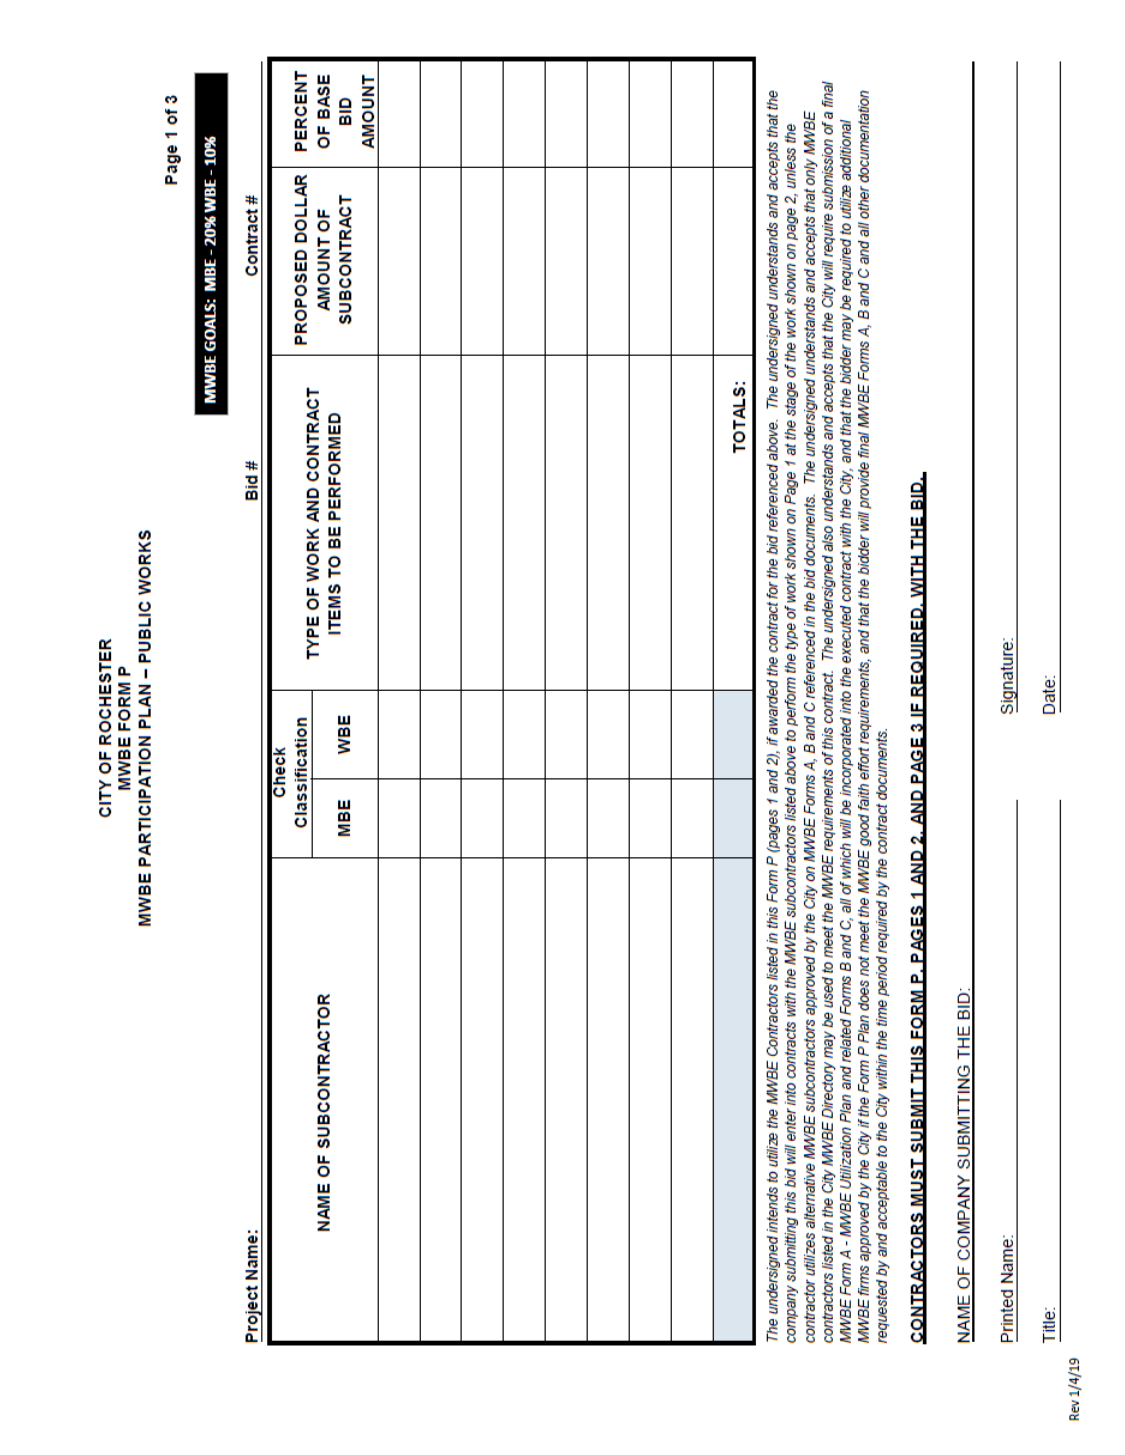 CITY OF ROCHESTER
MWBE FORM P
MWBE PARTICIPATION PLAN – PUBLIC WORKS
Page 1 of 3
MWBE GOALS: MBE - 20% WBE - 10%
Project Name: Bid # Contract #
NAME OF SUBCONTRACTOR
Check
Classification
MBE WBE
TYPE OF WORK AND CONTRACT
ITEMS TO BE PERFORMED
PROPOSED DOLLAR
AMOUNT OF
SUBCONTRACT
PERCENT
OF BASE
BID
AMOUNT
TOTALS:
The undersigned intends to utilize the MWBE Contractors listed in this Form P (pages 1 and 2), if awarded the contract for the bid referenced above. The undersigned understands and accepts that the
company submitting this bid will enter into contracts with the MWBE subcontractors listed above to perform the type of work shown on Page 1 at the stage of the work shown on page 2, unless the
contractor utilizes alternative MWBE subcontractors approved by the City on MWBE Forms A, B and C referenced in the bid documents. The undersigned understands and accepts that only MWBE
contractors listed in the City MWBE Directory may be used to meet the MWBE requirements of this contract. The undersigned also understands and accepts that the City will require submission of a final
MWBE Form A - MWBE Utilization Plan and related Forms B and C, all of which will be incorporated into the executed contract with the City, and that the bidder may be required to utilize additional
MWBE firms approved by the City if the Form P Plan does not meet the MWBE good faith effort requirements, and that the bidder will provide final MWBE Forms A, B and C and all other documentation
requested by and acceptable to the City within the time period required by the contract documents.
CONTRACTORS MUST SUBMIT THIS FORM P, PAGES 1 AND 2, AND PAGE 3 IF REQUIRED, WITH THE BID.
NAME OF COMPANY SUBMITTING THE BID:
Printed Name: Signature:
Title: Date:
Rev 1/4/19